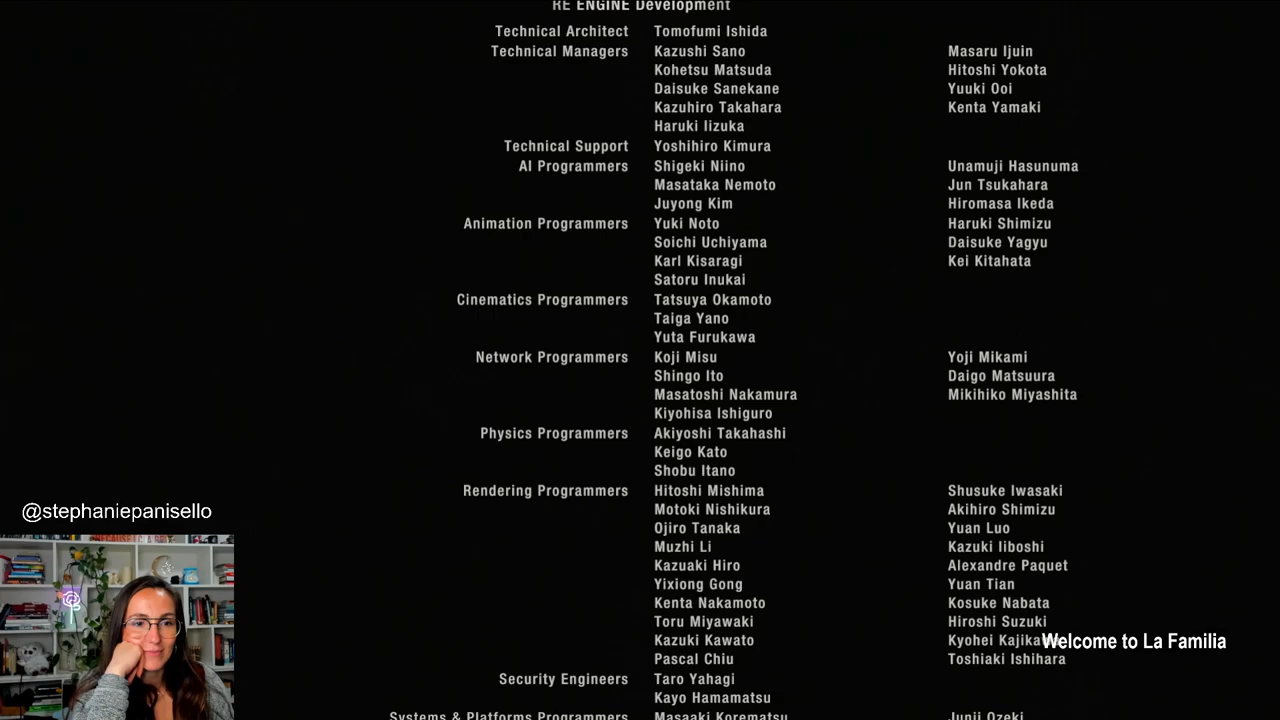 RE ENGINE Development
Technical Architect Tomofumi Ishida
Technical Managers Kazushi Sano Masaru Ijuin
Kohetsu Matsuda Hitoshi Yokota
Daisuke Sanekane Yuuki Ooi
Kazuhiro Takahara Kenta Yamaki
Haruki Iizuka
Technical Support Yoshihiro Kimura
AI Programmers Shigeki Niino Unamuji Hasunuma
Masataka Nemoto Jun Tsukahara
Juyong Kim Hiromasa Ikeda
Animation Programmers Yuki Noto Haruki Shimizu
Soichi Uchiyama Daisuke Yagyu
Karl Kisaragi Kei Kitahata
Satoru Inukai
Cinematics Programmers Tatsuya Okamoto
Taiga Yano
Yuta Furukawa
Network Programmers Koji Misu Yoji Mikami
Shingo Ito Daigo Matsuura
Masatoshi Nakamura Mikihiko Miyashita
Kiyohisa Ishiguro
Physics Programmers Akiyoshi Takahashi
Keigo Kato
Shobu Itano
Rendering Programmers Hitoshi Mishima Shusuke Iwasaki
Motoki Nishikura Akihiro Shimizu
Ojiro Tanaka Yuan Luo
Muzhi Li Kazuki Iiboshi
Kazuaki Hiro Alexandre Paquet
Yixiong Gong Yuan Tian
Kenta Nakamoto Kosuke Nabata
Toru Miyawaki Hiroshi Suzuki
Kazuki Kawato Kyohei
Pascal Chiu Toshiaki Ishihara
Security Engineers Taro Yahagi
Kayo Hamamatsu
Systems & Platforms Programmers Masaaki Korematsu Junji Ozeki
@stephaniepanisello
Welcome to La Familia